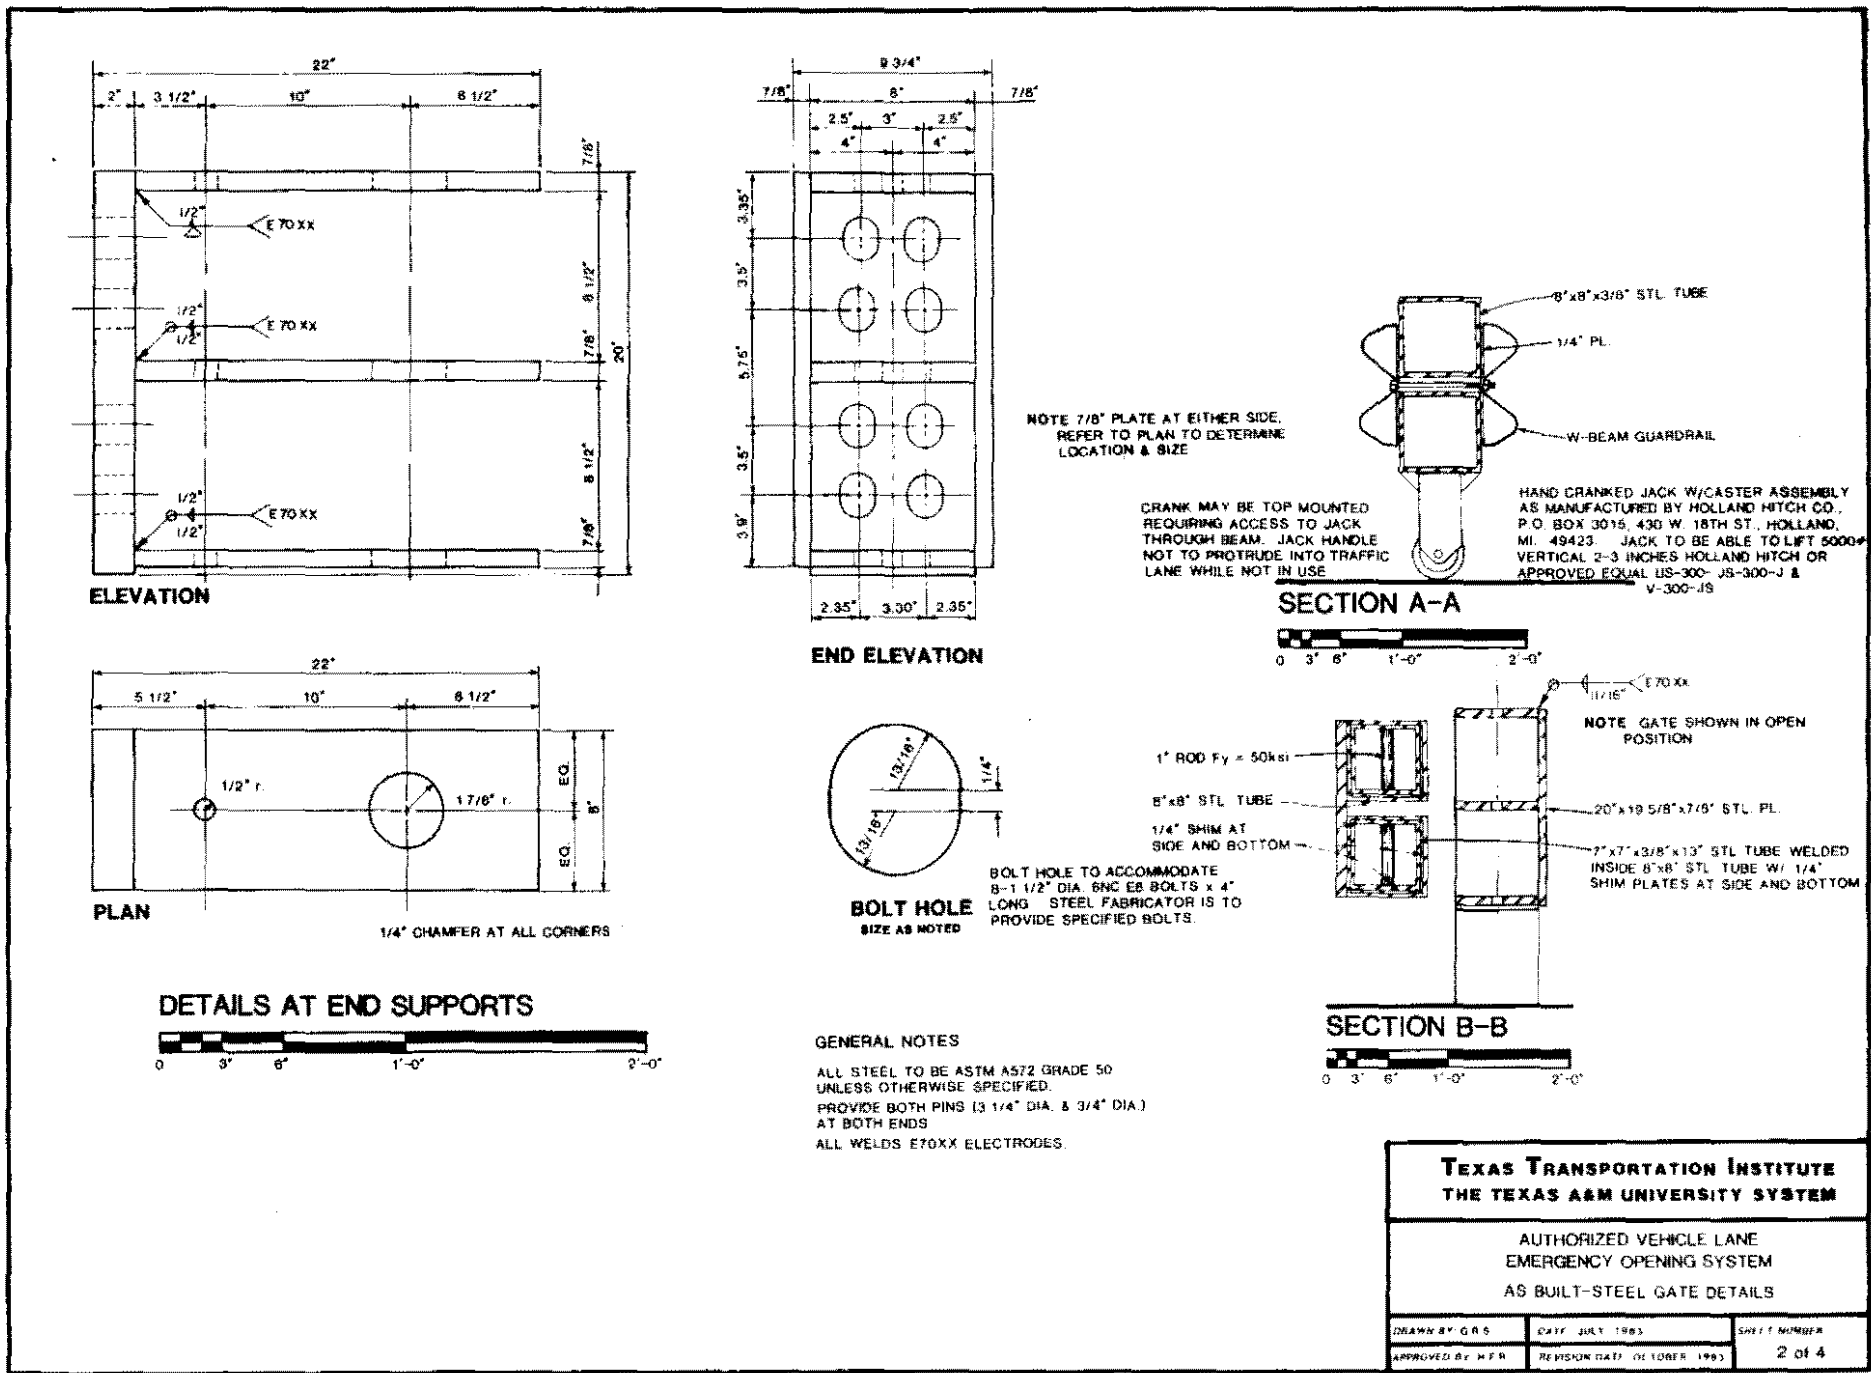 22"
2" 3 1/2" 10" 6 1/2"
7/8"
1/2" E 70 XX
8 1/2"
1/2" E 70 XX
1/2"
7/8"
20"
8 1/2"
1/2" E70XX
1/2"
7/8"
ELEVATION
9 3/4"
7/8" 8" 7/8"
2.5" 3" 2.5"
4" 4"
3.35"
3.5"
5.75"
3.5"
3.9"
2.35" 3.30" 2.35"
END ELEVATION
NOTE 7/8" PLATE AT EITHER SIDE,
REFER TO PLAN TO DETERMINE
LOCATION & SIZE
8"x8"x3/8" STL TUBE
1/4" PL.
W-BEAM GUARDRAIL
CRANK MAY BE TOP MOUNTED
REQUIRING ACCESS TO JACK
THROUGH BEAM. JACK HANDLE
NOT TO PROTRUDE INTO TRAFFIC
LANE WHILE NOT IN USE
HAND CRANKED JACK W/CASTER ASSEMBLY
AS MANUFACTURED BY HOLLAND HITCH CO.,
P.O. BOX 3015, 430 W. 18TH ST., HOLLAND,
MI. 49423. JACK TO BE ABLE TO LIFT 5000#
VERTICAL 2-3 INCHES HOLLAND HITCH OR
APPROVED EQUAL US-300- JS-300-J &
V-300-JS
SECTION A-A
0 3" 6" 1'-0" 2'-0"
22"
5 1/2" 10" 6 1/2"
1/2" r.
1 7/8" r.
EQ.
EQ.
8"
PLAN
1/4" CHAMFER AT ALL CORNERS
DETAILS AT END SUPPORTS
0 3" 6" 1'-0" 2'-0"
13/16"
13/16"
1/4"
BOLT HOLE
SIZE AS NOTED
BOLT HOLE TO ACCOMMODATE
8-1 1/2" DIA. 6NC E8 BOLTS x 4"
LONG STEEL FABRICATOR IS TO
PROVIDE SPECIFIED BOLTS.
E70XX
11/16"
NOTE GATE SHOWN IN OPEN
POSITION
1" ROD Fy = 50ksi
8"x8" STL TUBE
1/4" SHIM AT
SIDE AND BOTTOM
20"x19 5/8"x7/8" STL. PL.
7"x7"x3/8"x13" STL TUBE WELDED
INSIDE 8"x8" STL TUBE W/ 1/4"
SHIM PLATES AT SIDE AND BOTTOM
SECTION B-B
0 3" 6" 1'-0" 2'-0"
GENERAL NOTES
ALL STEEL TO BE ASTM A572 GRADE 50
UNLESS OTHERWISE SPECIFIED.
PROVIDE BOTH PINS (3 1/4" DIA. & 3/4" DIA.)
AT BOTH ENDS
ALL WELDS E70XX ELECTRODES.
TEXAS TRANSPORTATION INSTITUTE
THE TEXAS A&M UNIVERSITY SYSTEM
AUTHORIZED VEHICLE LANE
EMERGENCY OPENING SYSTEM
AS BUILT-STEEL GATE DETAILS
DRAWN BY G R S DATE JULY 1983 SHEET NUMBER
APPROVED BY H E R REVISION DATE OCTOBER 1983 2 of 4